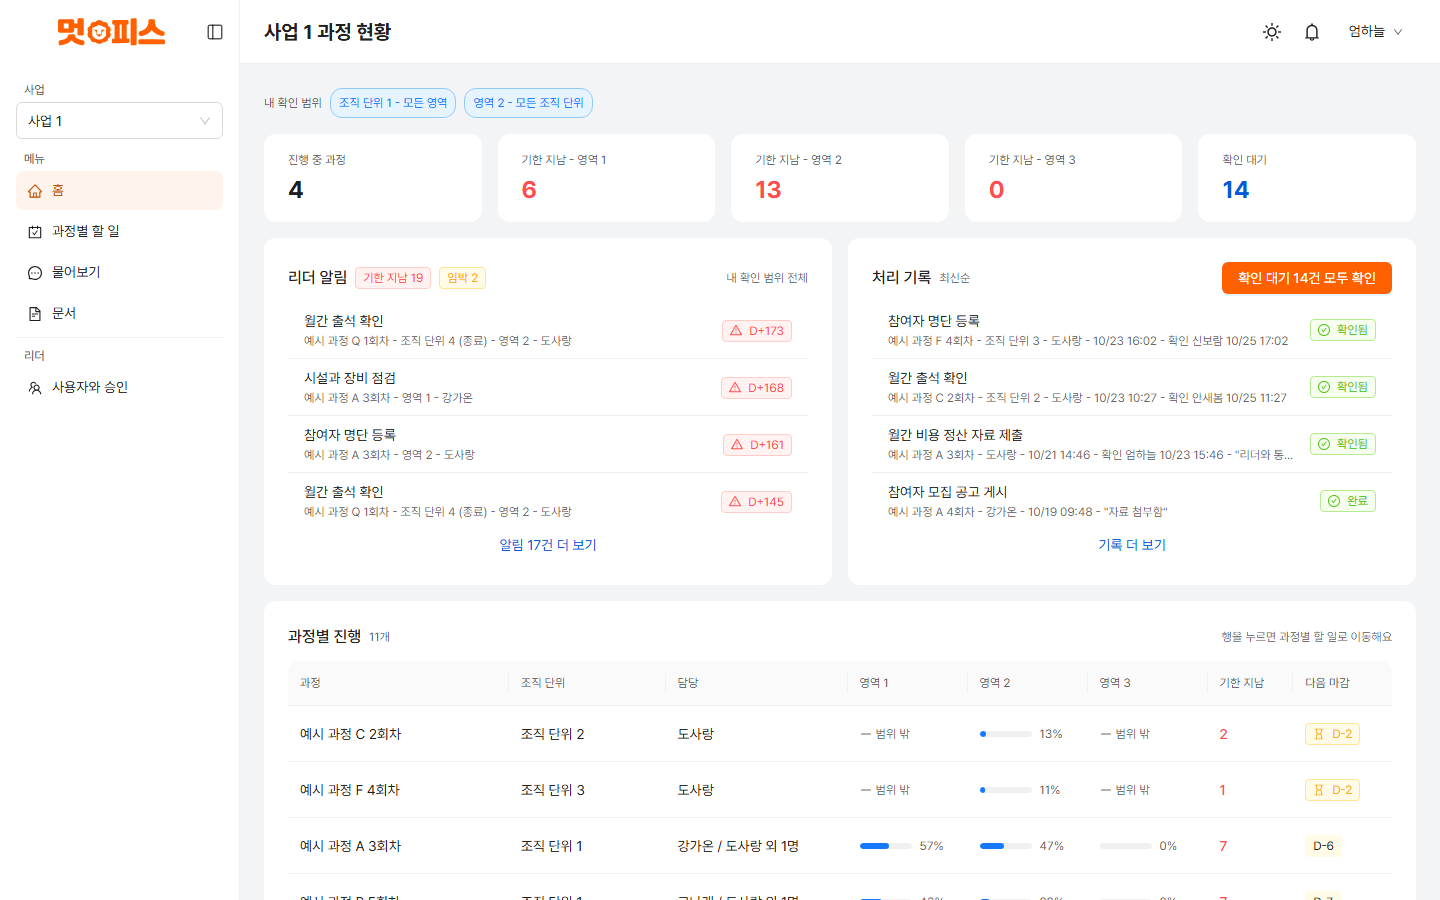 멋피스
사업
사업 1
메뉴
홈
과정별 할 일
물어보기
문서
리더
사용자와 승인
사업 1 과정 현황
엄하늘
내 확인 범위
조직 단위 1 - 모든 영역
영역 2 - 모든 조직 단위
진행 중 과정
4
기한 지남 - 영역 1
6
기한 지남 - 영역 2
13
기한 지남 - 영역 3
0
확인 대기
14
리더 알림 기한 지남 19 임박 2 내 확인 범위 전체
월간 출석 확인
예시 과정 Q 1회차 - 조직 단위 4 (종료) - 영역 2 - 도사랑
D+173
시설과 장비 점검
예시 과정 A 3회차 - 영역 1 - 강가온
D+168
참여자 명단 등록
예시 과정 A 3회차 - 영역 2 - 도사랑
D+161
월간 출석 확인
예시 과정 Q 1회차 - 조직 단위 4 (종료) - 영역 2 - 도사랑
D+145
알림 17건 더 보기
처리 기록 최신순 확인 대기 14건 모두 확인
참여자 명단 등록
예시 과정 F 4회차 - 조직 단위 3 - 도사랑 - 10/23 16:02 - 확인 신보람 10/25 17:02
확인됨
월간 출석 확인
예시 과정 C 2회차 - 조직 단위 2 - 도사랑 - 10/23 10:27 - 확인 안새봄 10/25 11:27
확인됨
월간 비용 정산 자료 제출
예시 과정 A 3회차 - 도사랑 - 10/21 14:46 - 확인 엄하늘 10/23 15:46 - "리더와 통...
확인됨
참여자 모집 공고 게시
예시 과정 A 4회차 - 강가온 - 10/19 09:48 - "자료 첨부함"
완료
기록 더 보기
과정별 진행 11개 행을 누르면 과정별 할 일로 이동해요
과정 조직 단위 담당 영역 1 영역 2 영역 3 기한 지남 다음 마감
예시 과정 C 2회차 조직 단위 2 도사랑 — 범위 밖 13% — 범위 밖 2 D-2
예시 과정 F 4회차 조직 단위 3 도사랑 — 범위 밖 11% — 범위 밖 1 D-2
예시 과정 A 3회차 조직 단위 1 강가온 / 도사랑 외 1명 57% 47% 0% 7 D-6